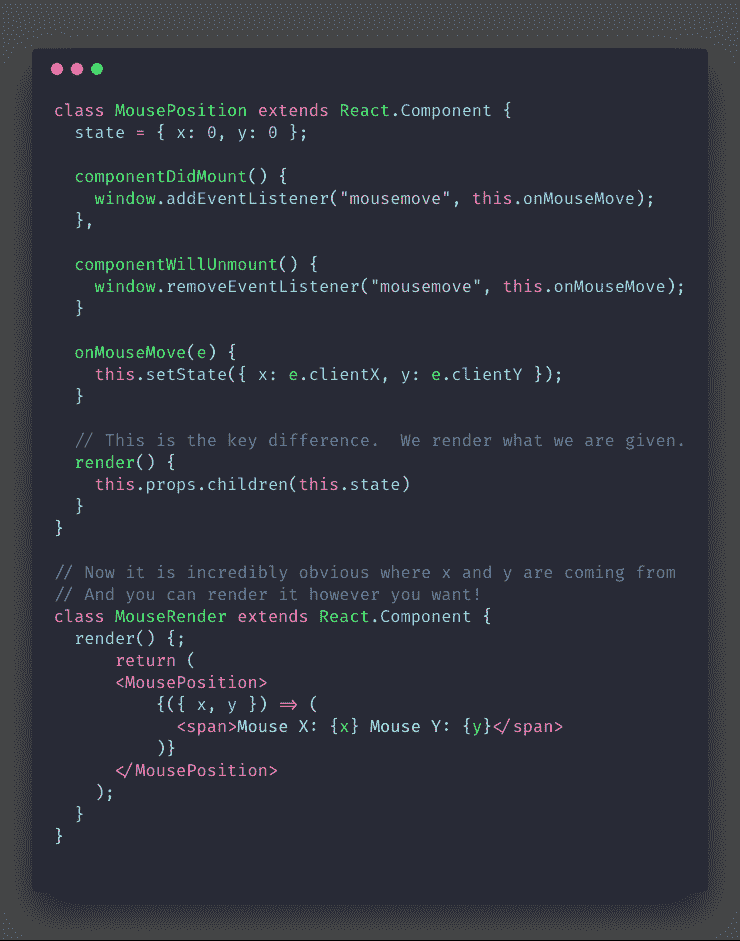 class MousePosition extends React.Component {
  state = { x: 0, y: 0 };

  componentDidMount() {
    window.addEventListener("mousemove", this.onMouseMove);
  },

  componentWillUnmount() {
    window.removeEventListener("mousemove", this.onMouseMove);
  }

  onMouseMove(e) {
    this.setState({ x: e.clientX, y: e.clientY });
  }

  // This is the key difference.  We render what we are given.
  render() {
    this.props.children(this.state)
  }
}

// Now it is incredibly obvious where x and y are coming from
// And you can render it however you want!
class MouseRender extends React.Component {
  render() {;
      return (
      <MousePosition>
          {({ x, y }) => (
            <span>Mouse X: {x} Mouse Y: {y}</span>
          )}
      </MousePosition>
    );
  }
}